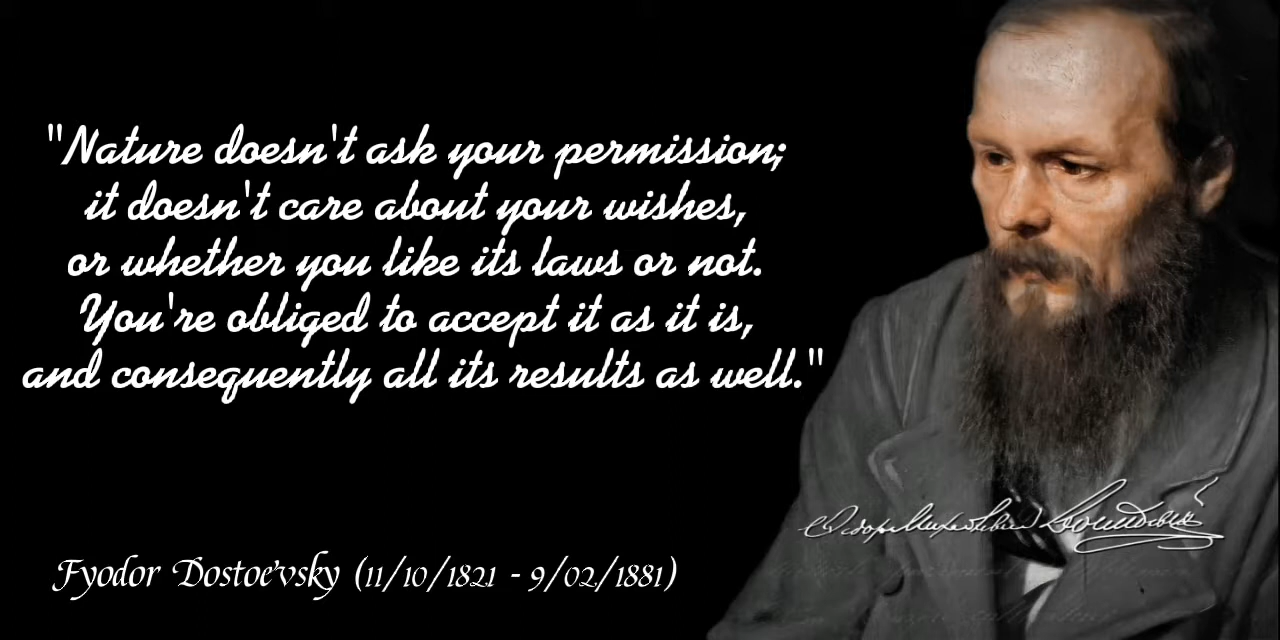 "Nature doesn't ask your permission;
it doesn't care about your wishes,
or whether you like its laws or not.
You're obliged to accept it as it is,
and consequently all its results as well."
Fyodor Dostoevsky (11/10/1821 - 9/02/1881)